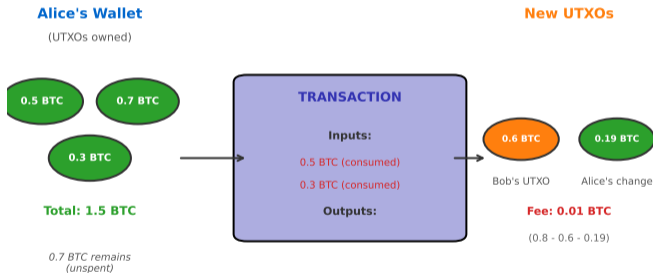 Alice's Wallet
(UTXOs owned)
0.5 BTC
0.7 BTC
0.3 BTC
Total: 1.5 BTC
0.7 BTC remains
(unspent)
TRANSACTION
Inputs:
0.5 BTC (consumed)
0.3 BTC (consumed)
Outputs:
New UTXOs
0.6 BTC
0.19 BTC
Bob's UTXO
Alice's change
Fee: 0.01 BTC
(0.8 - 0.6 - 0.19)